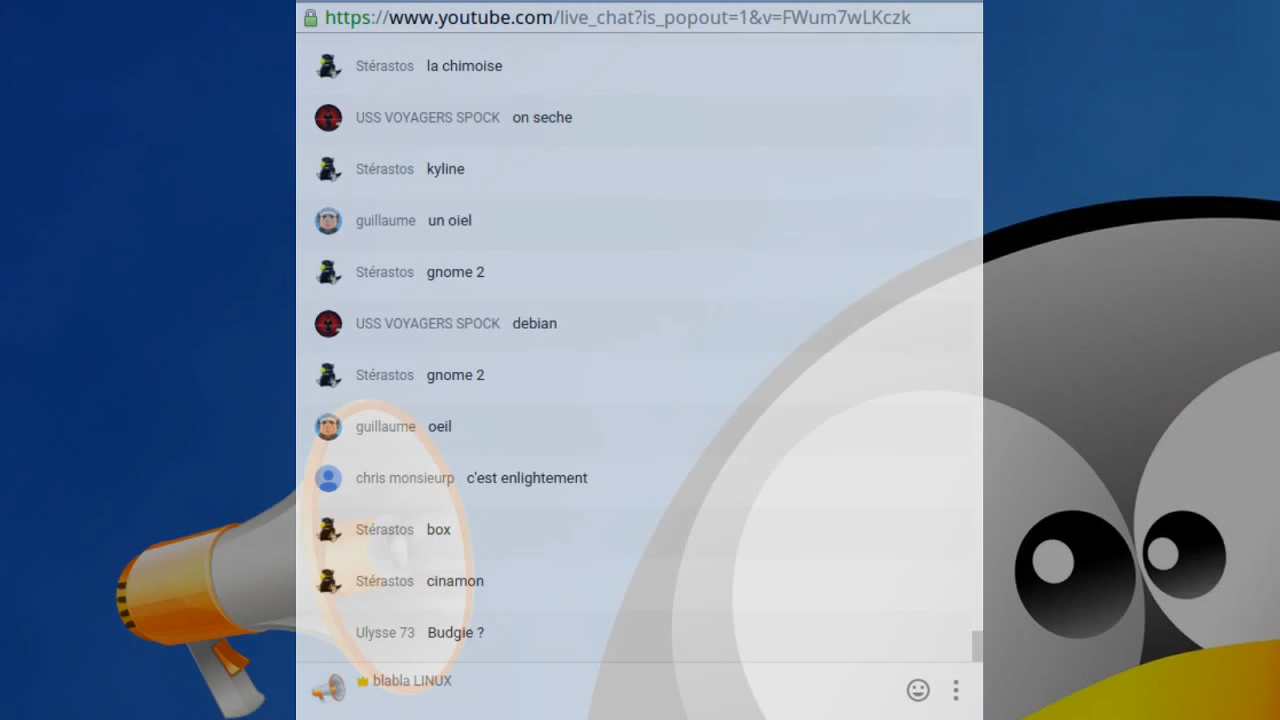 https://www.youtube.com/live_chat?is_popout=1&v=FWum7wLKczk
Stérastos la chimoise
USS VOYAGERS SPOCK on seche
Stérastos kyline
guillaume un oiel
Stérastos gnome 2
USS VOYAGERS SPOCK debian
Stérastos gnome 2
guillaume oeil
chris monsieurp c'est enlightement
Stérastos box
Stérastos cinamon
Ulysse 73 Budgie ?
blabla LINUX